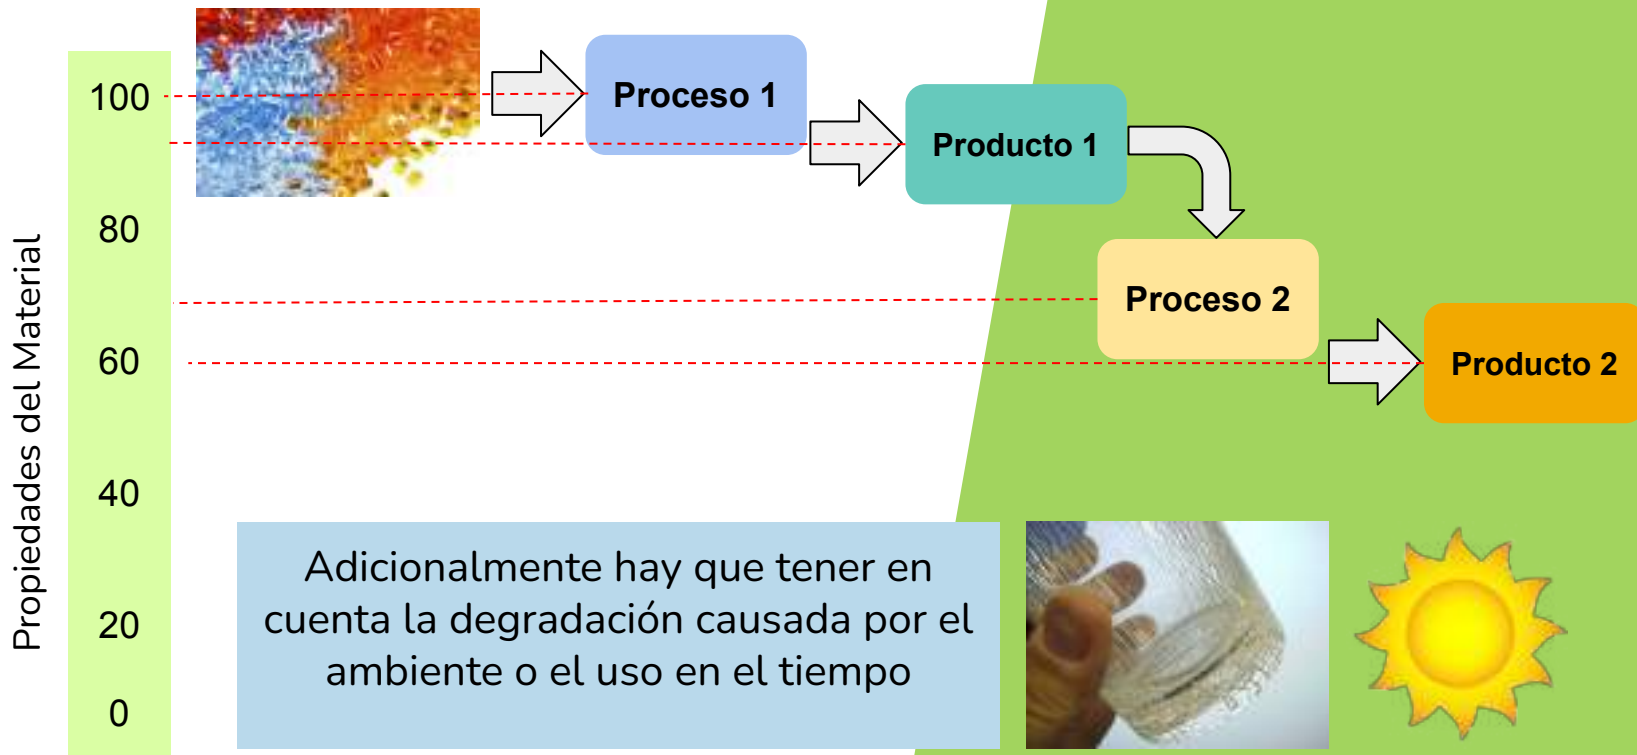 Propiedades del Material
100
80
60
40
20
0
Proceso 1
Producto 1
Proceso 2
Producto 2
Adicionalmente hay que tener en
cuenta la degradación causada por el
ambiente o el uso en el tiempo